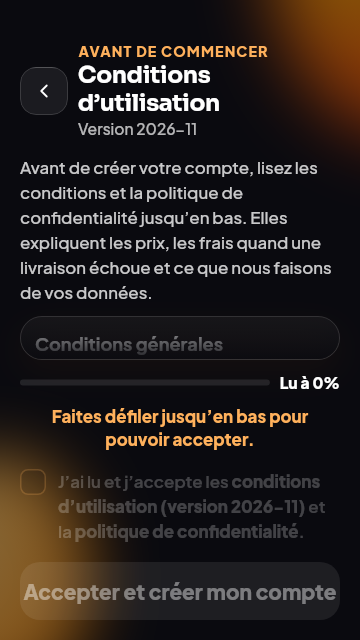 AVANT DE COMMENCER
Conditions
d’utilisation
Version 2026–11
Avant de créer votre compte, lisez les
conditions et la politique de
confidentialité jusqu’en bas. Elles
expliquent les prix, les frais quand une
livraison échoue et ce que nous faisons
de vos données.
Conditions générales
Lu à 0%
Faites défiler jusqu’en bas pour
pouvoir accepter.
J’ai lu et j’accepte les conditions
d’utilisation (version 2026–11) et
la politique de confidentialité.
Accepter et créer mon compte